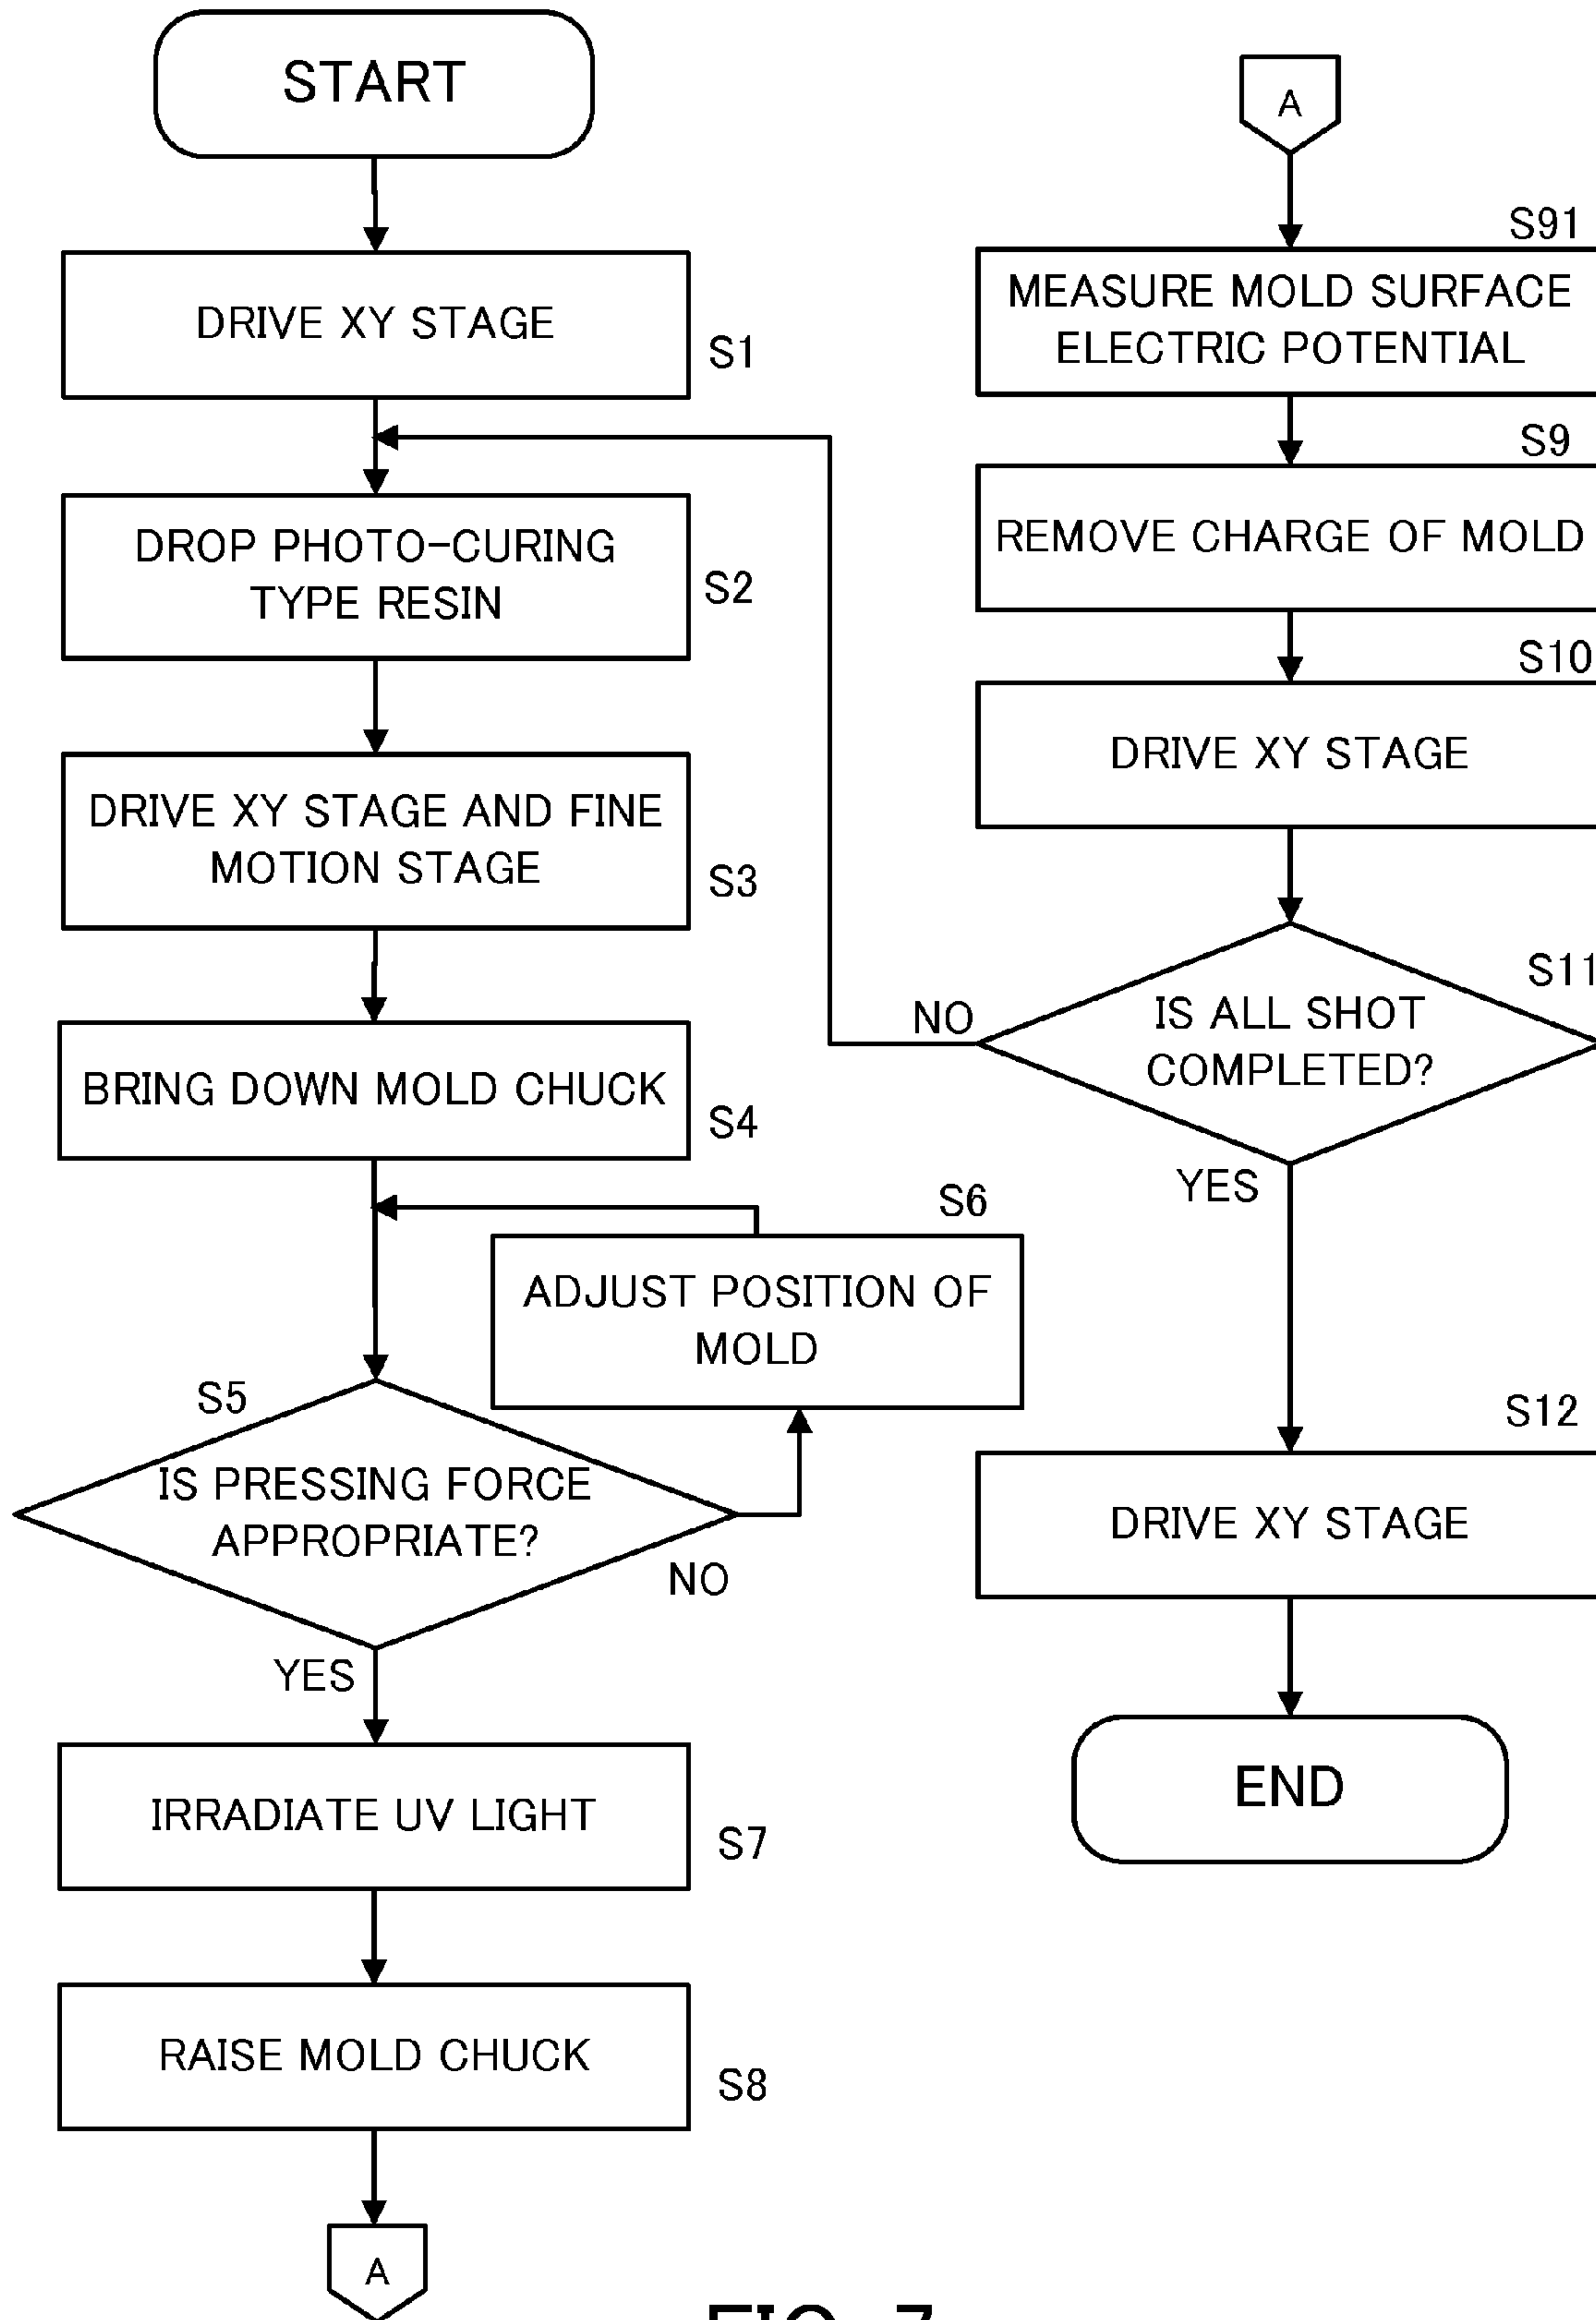 START
DRIVE XY STAGE
S1
DROP PHOTO-CURING
TYPE RESIN
S2
DRIVE XY STAGE AND FINE
MOTION STAGE
S3
BRING DOWN MOLD CHUCK
S4
S6
ADJUST POSITION OF
MOLD
S5
IS PRESSING FORCE
APPROPRIATE?
NO
YES
IRRADIATE UV LIGHT
S7
RAISE MOLD CHUCK
S8
A
A
S91
MEASURE MOLD SURFACE
ELECTRIC POTENTIAL
S9
REMOVE CHARGE OF MOLD
S10
DRIVE XY STAGE
S11
IS ALL SHOT
COMPLETED?
NO
YES
S12
DRIVE XY STAGE
END
FIG. 7